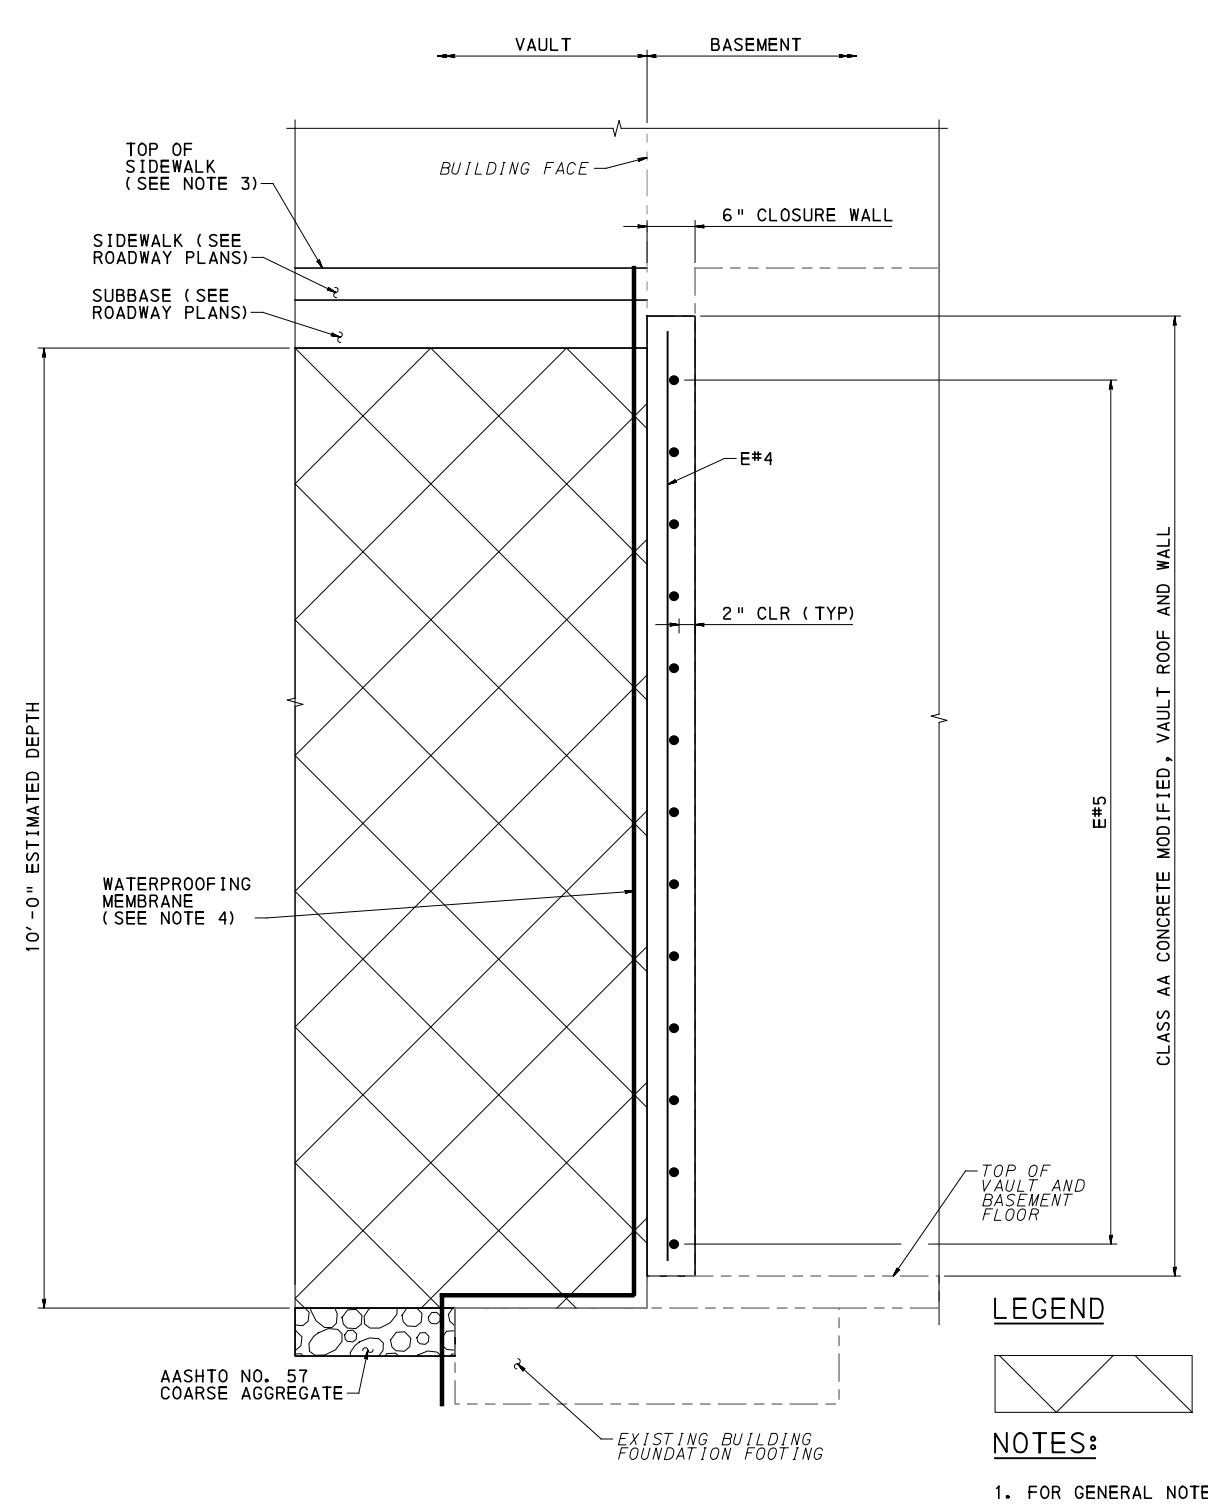 VAULT
BASEMENT
TOP OF
SIDEWALK
(SEE NOTE 3)
BUILDING FACE
6" CLOSURE WALL
SIDEWALK (SEE
ROADWAY PLANS)
SUBBASE (SEE
ROADWAY PLANS)
E#4
2" CLR (TYP)
10'-0" ESTIMATED DEPTH
E#5
CLASS AA CONCRETE MODIFIED, VAULT ROOF AND WALL
WATERPROOFING
MEMBRANE
(SEE NOTE 4)
TOP OF
VAULT AND
BASEMENT
FLOOR
AASHTO NO. 57
COARSE AGGREGATE
EXISTING BUILDING
FOUNDATION FOOTING
LEGEND
NOTES:
1. FOR GENERAL NOTE